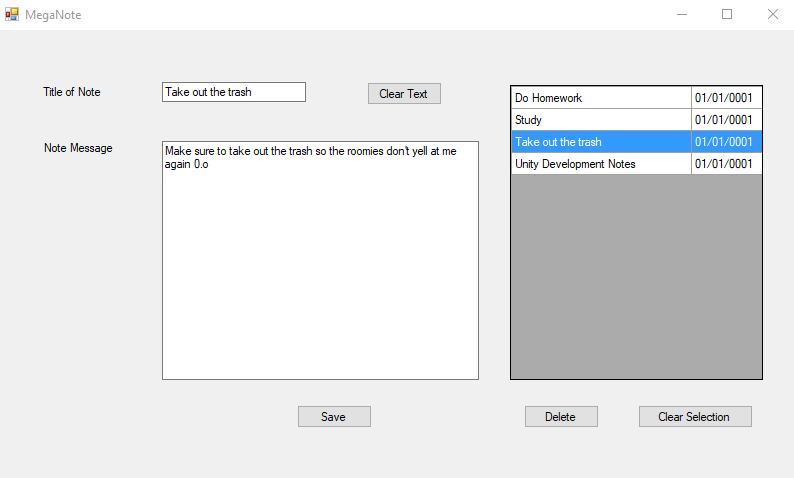 MegaNote
Title of Note
Take out the trash
Clear Text
Note Message
Make sure to take out the trash so the roomies don't yell at me
again 0.o
Do Homework 01/01/0001
Study 01/01/0001
Take out the trash 01/01/0001
Unity Development Notes 01/01/0001
Save
Delete
Clear Selection